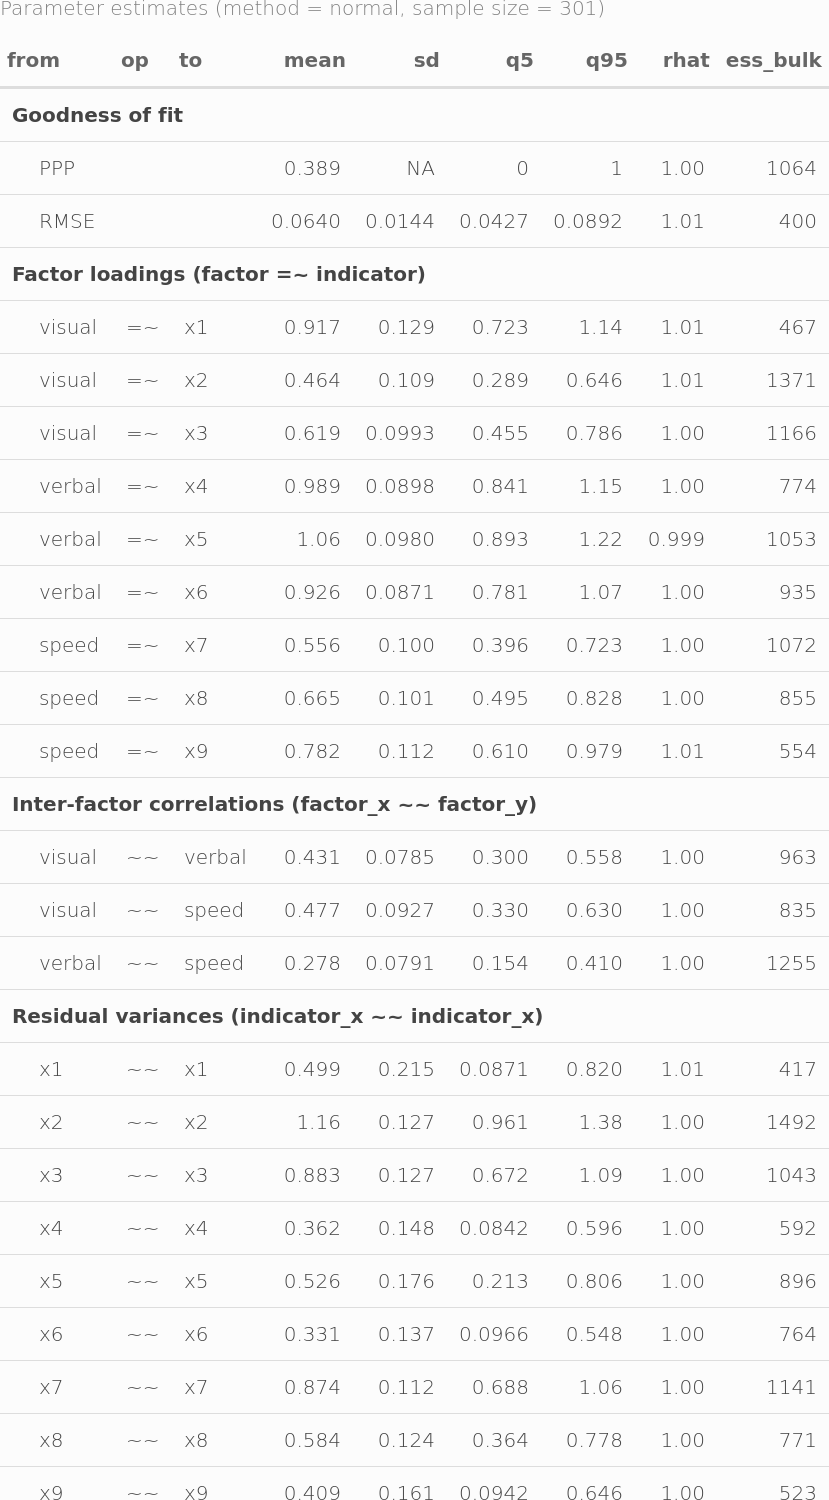 Parameter estimates (method = normal, sample size = 301)
from op to mean sd q5 q95 rhat ess_bulk
Goodness of fit
PPP 0.389 NA 0 1 1.00 1064
RMSE 0.0640 0.0144 0.0427 0.0892 1.01 400
Factor loadings (factor =~ indicator)
visual =~ x1 0.917 0.129 0.723 1.14 1.01 467
visual =~ x2 0.464 0.109 0.289 0.646 1.01 1371
visual =~ x3 0.619 0.0993 0.455 0.786 1.00 1166
verbal =~ x4 0.989 0.0898 0.841 1.15 1.00 774
verbal =~ x5 1.06 0.0980 0.893 1.22 0.999 1053
verbal =~ x6 0.926 0.0871 0.781 1.07 1.00 935
speed =~ x7 0.556 0.100 0.396 0.723 1.00 1072
speed =~ x8 0.665 0.101 0.495 0.828 1.00 855
speed =~ x9 0.782 0.112 0.610 0.979 1.01 554
Inter-factor correlations (factor_x ~~ factor_y)
visual ~~ verbal 0.431 0.0785 0.300 0.558 1.00 963
visual ~~ speed 0.477 0.0927 0.330 0.630 1.00 835
verbal ~~ speed 0.278 0.0791 0.154 0.410 1.00 1255
Residual variances (indicator_x ~~ indicator_x)
x1 ~~ x1 0.499 0.215 0.0871 0.820 1.01 417
x2 ~~ x2 1.16 0.127 0.961 1.38 1.00 1492
x3 ~~ x3 0.883 0.127 0.672 1.09 1.00 1043
x4 ~~ x4 0.362 0.148 0.0842 0.596 1.00 592
x5 ~~ x5 0.526 0.176 0.213 0.806 1.00 896
x6 ~~ x6 0.331 0.137 0.0966 0.548 1.00 764
x7 ~~ x7 0.874 0.112 0.688 1.06 1.00 1141
x8 ~~ x8 0.584 0.124 0.364 0.778 1.00 771
x9 ~~ x9 0.409 0.161 0.0942 0.646 1.00 523